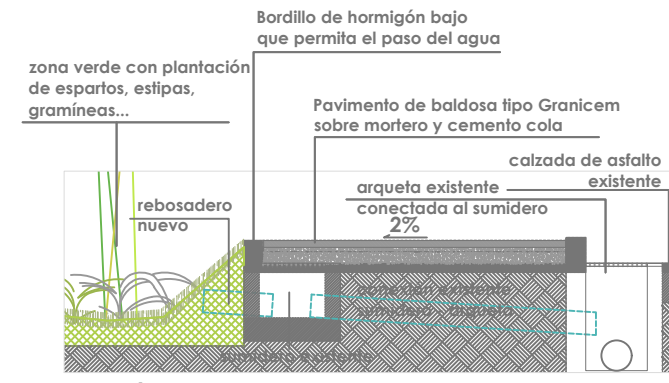 Bordillo de hormigón bajo
que permita el paso del agua
zona verde con plantación
de espartos, estipas,
gramíneas...
Pavimento de baldosa tipo Granicem
sobre mortero y cemento cola
calzada de asfalto
existente
arqueta existente
conectada al sumidero
rebosadero
nuevo
2%
conexión existente
sumidero - arqueta
sumidero existente